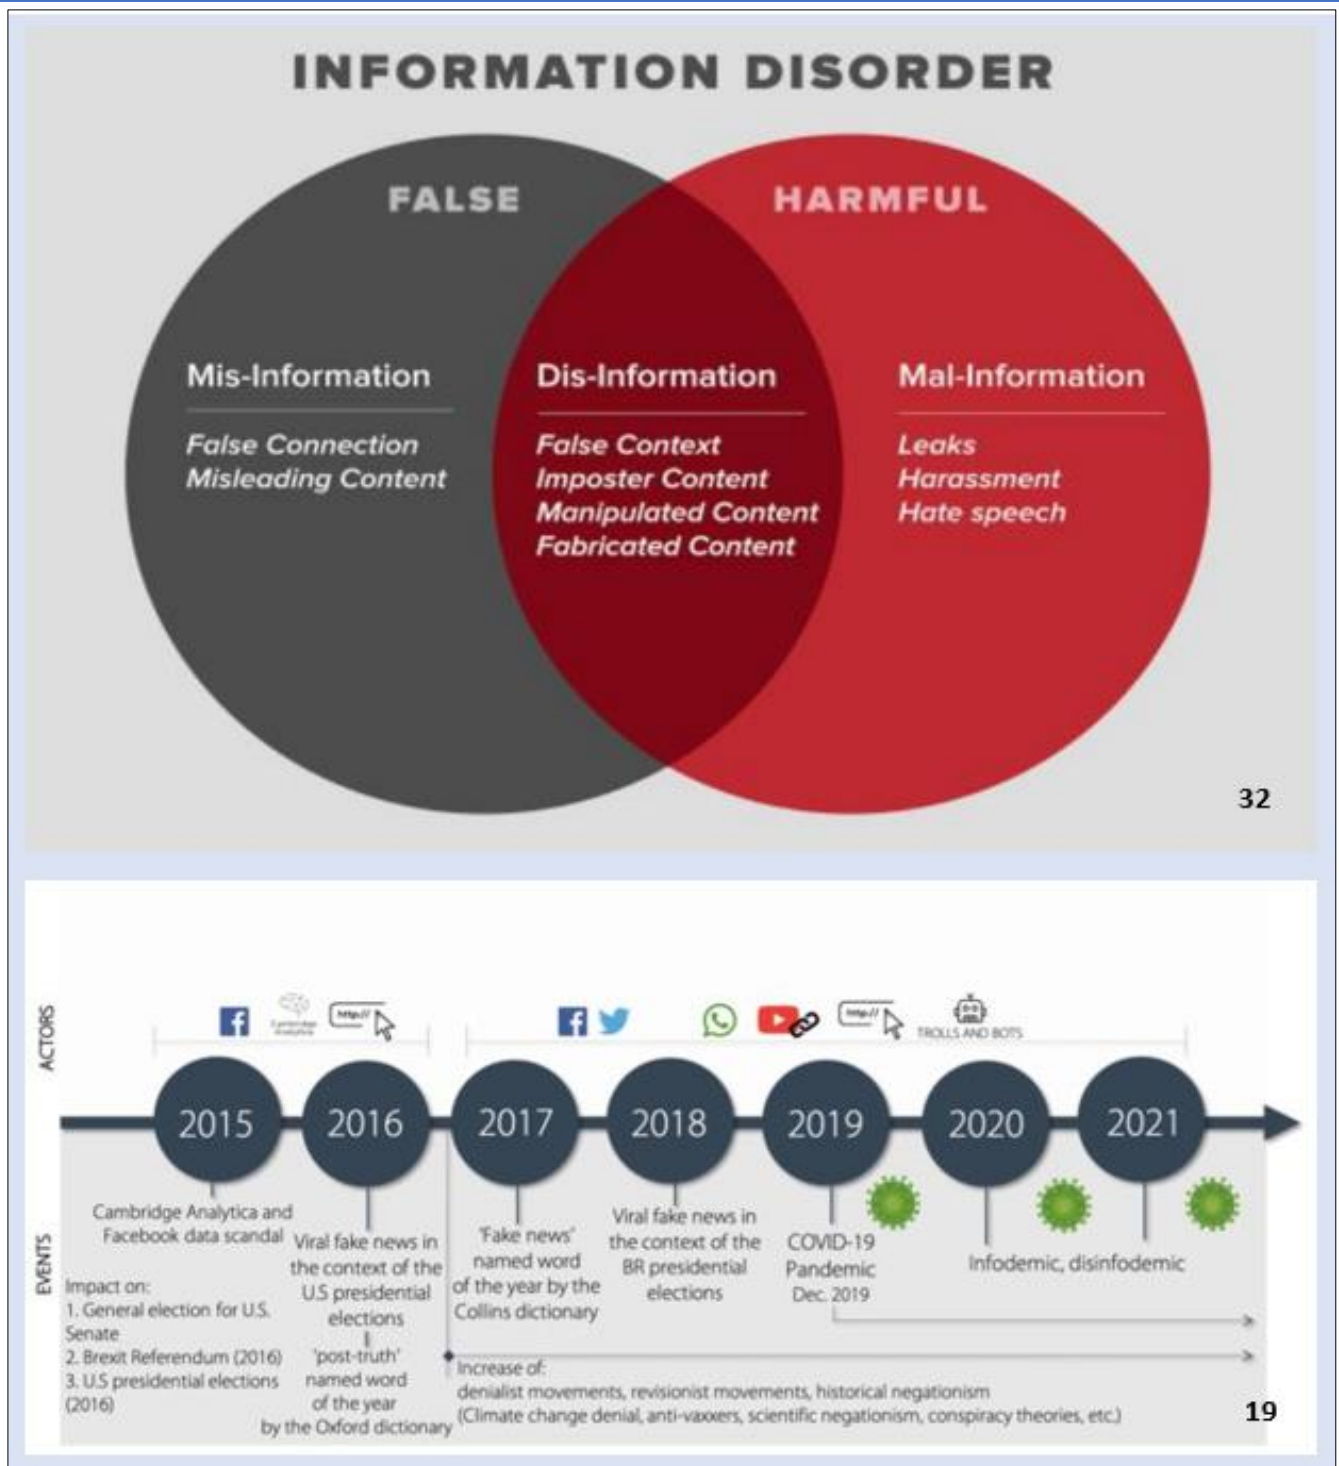 INFORMATION DISORDER
FALSE
HARMFUL
Mis-Information
False Connection
Misleading Content
Dis-Information
False Context
Imposter Content
Manipulated Content
Fabricated Content
Mal-Information
Leaks
Harassment
Hate speech
32
ACTORS
Cambridge
Analytica
http://
http://
TROLLS AND BOTS
2015
2016
2017
2018
2019
2020
2021
EVENTS
Cambridge Analytica and
Facebook data scandal
Impact on:
1. General election for U.S.
Senate
2. Brexit Referendum (2016)
3. U.S presidential elections
(2016)
Viral fake news in
the context of the
U.S presidential
elections
'post-truth'
named word
of the year
by the Oxford dictionary
'Fake news'
named word
of the year by the
Collins dictionary
Viral fake news in
the context of the
BR presidential
elections
COVID-19
Pandemic
Dec. 2019
Infodemic, disinfodemic
Increase of:
denialist movements, revisionist movements, historical negationism
(Climate change denial, anti-vaxxers, scientific negationism, conspiracy theories, etc.)
19